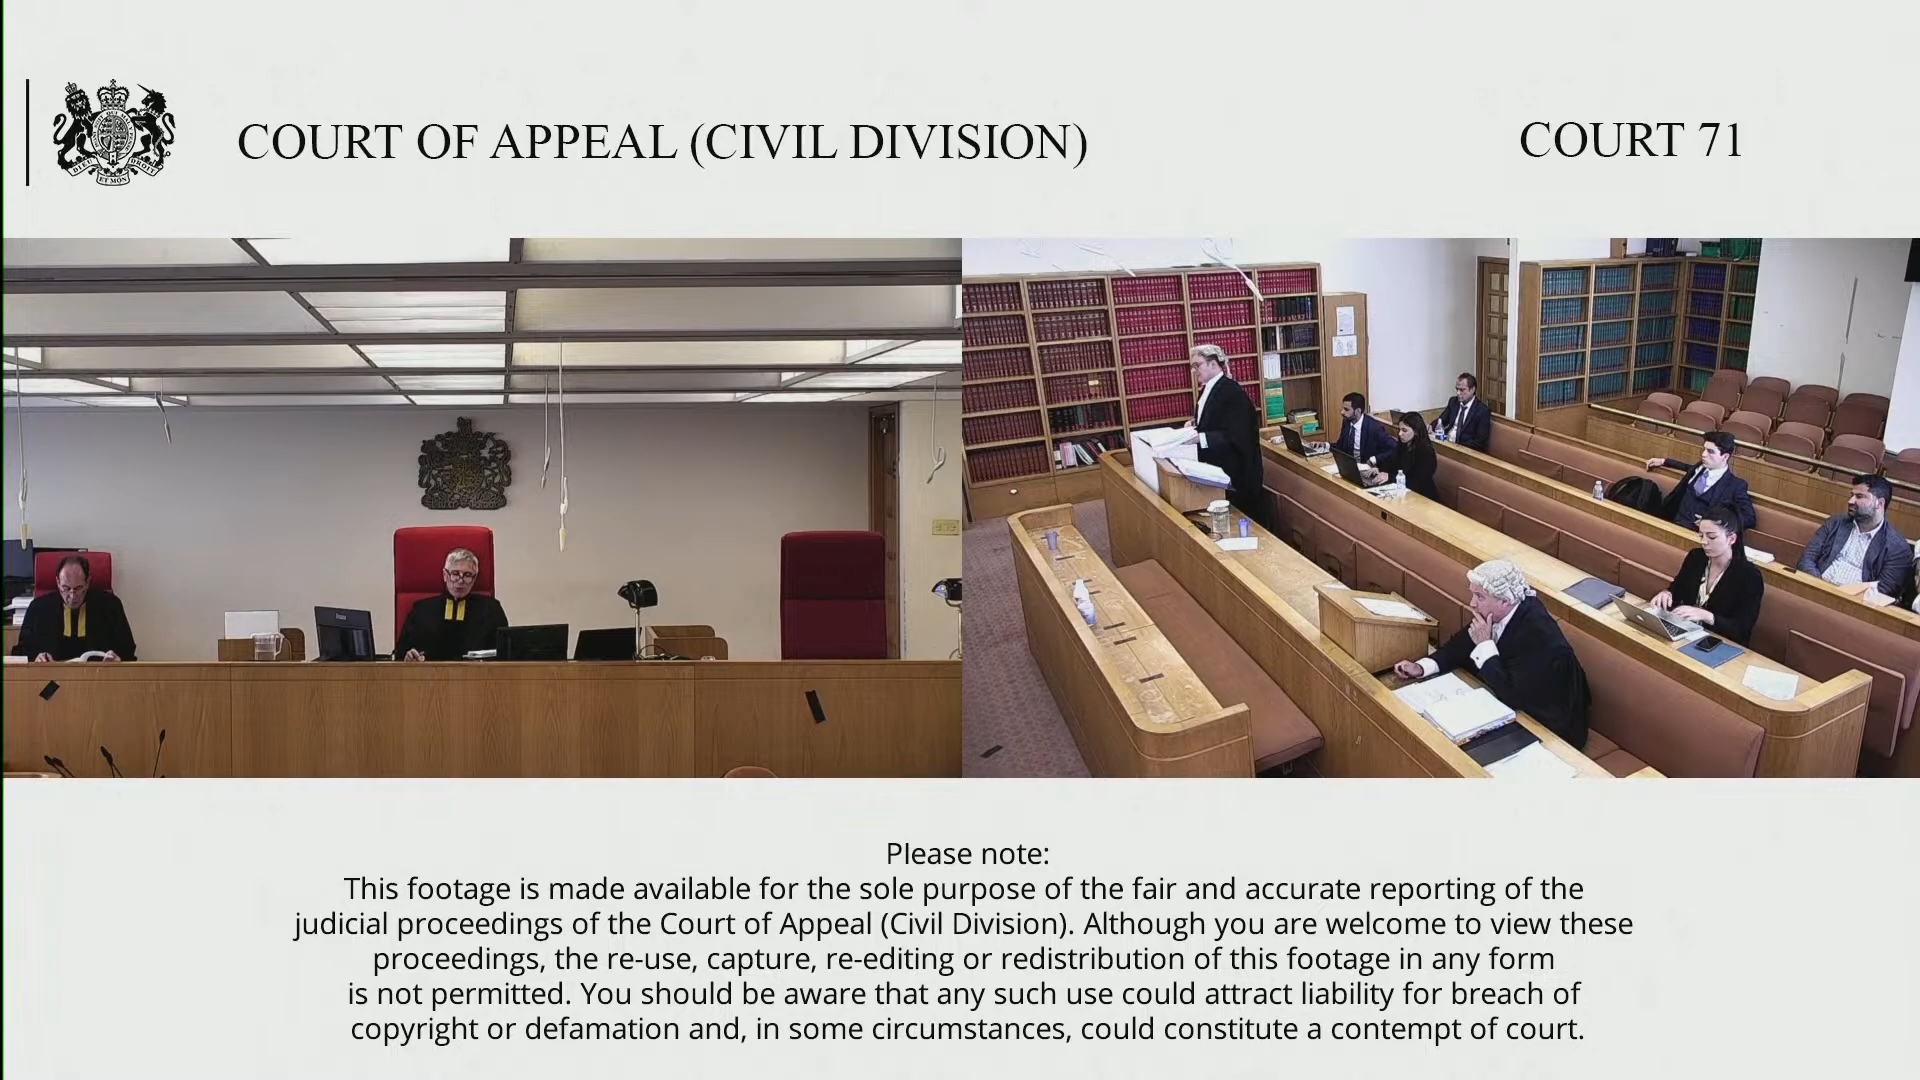 COURT OF APPEAL (CIVIL DIVISION)
COURT 71
Please note:
This footage is made available for the sole purpose of the fair and accurate reporting of the
judicial proceedings of the Court of Appeal (Civil Division). Although you are welcome to view these
proceedings, the re-use, capture, re-editing or redistribution of this footage in any form
is not permitted. You should be aware that any such use could attract liability for breach of
copyright or defamation and, in some circumstances, could constitute a contempt of court.